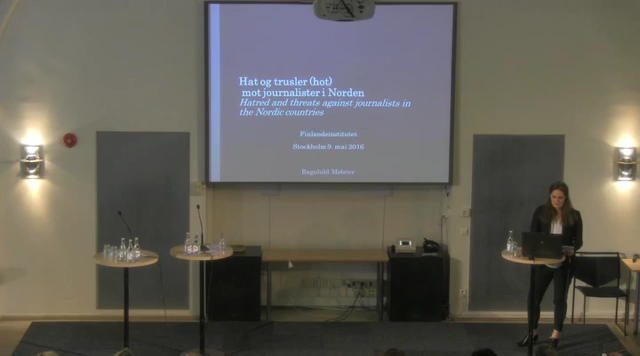 Hat og trusler (hot)
mot journalister i Norden
Hatred and threats against journalists in
the Nordic countries
Finlandsinstitutet
Stockholm 9. mai 2016
Ragnhild